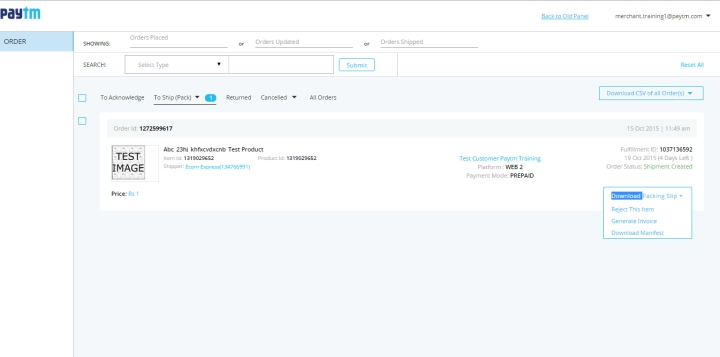 paytm
Back to Old Panel
merchant.training1@paytm.com
ORDER
SHOWING:
Orders Placed
or
Orders Updated
or
Orders Shipped
SEARCH:
Select Type
Submit
Reset All
To Acknowledge
To Ship (Pack)
1
Returned
Cancelled
All Orders
Download CSV of all Order(s)
Order Id: 1272599617
15 Oct 2015 | 11:49 am
TEST IMAGE
Abc 23hi khfxcvdxcnb Test Product
Item Id: 1319029652
Product Id: 1319029652
Shipper: Ecom Express(134766991)
Price: Rs 1
Test Customer Paytm Training
Platform : WEB 2
Payment Mode: PREPAID
Fulfillment ID: 1037136592
19 Oct 2015 (4 Days Left )
Order Status: Shipment Created
Download Packing Slip
Reject This Item
Generate Invoice
Download Manifest